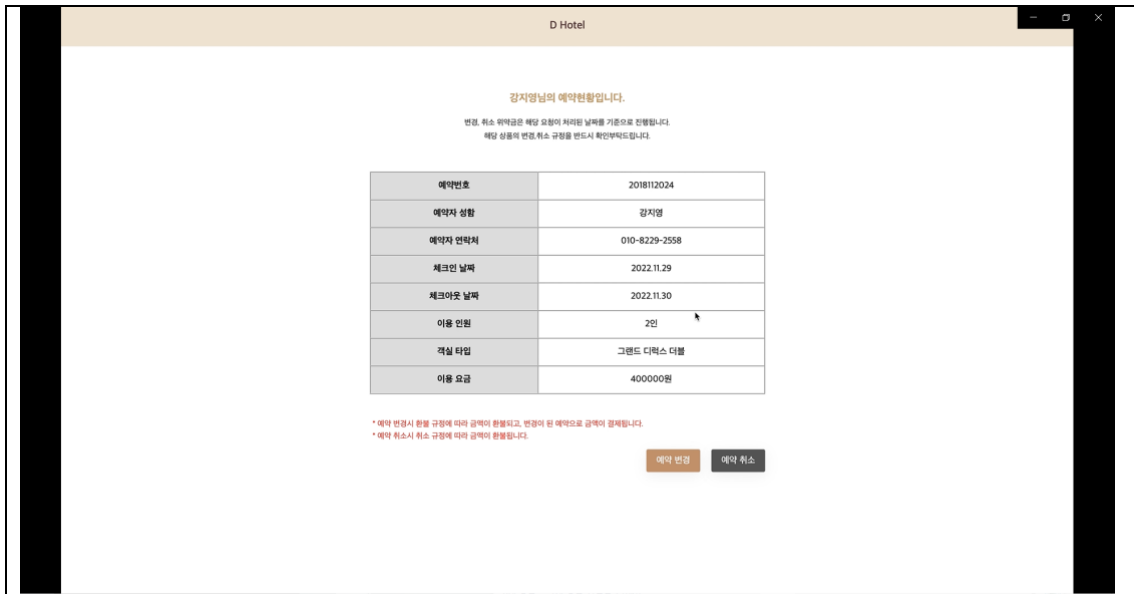 D Hotel
강지영님의 예약현황입니다.
변경, 취소 위약금은 해당 요청이 처리된 날짜를 기준으로 진행됩니다.
해당 상품의 변경,취소 규정을 반드시 확인부탁드립니다.
예약번호 2018112024
예약자 성함 강지영
예약자 연락처 010-8229-2558
체크인 날짜 2022.11.29
체크아웃 날짜 2022.11.30
이용 인원 2인
객실 타입 그랜드 디럭스 더블
이용 요금 400000원
* 예약 변경시 환불 규정에 따라 금액이 환불되고, 변경이 된 예약으로 금액이 결제됩니다.
* 예약 취소시 취소 규정에 따라 금액이 환불됩니다.
예약 변경 예약 취소